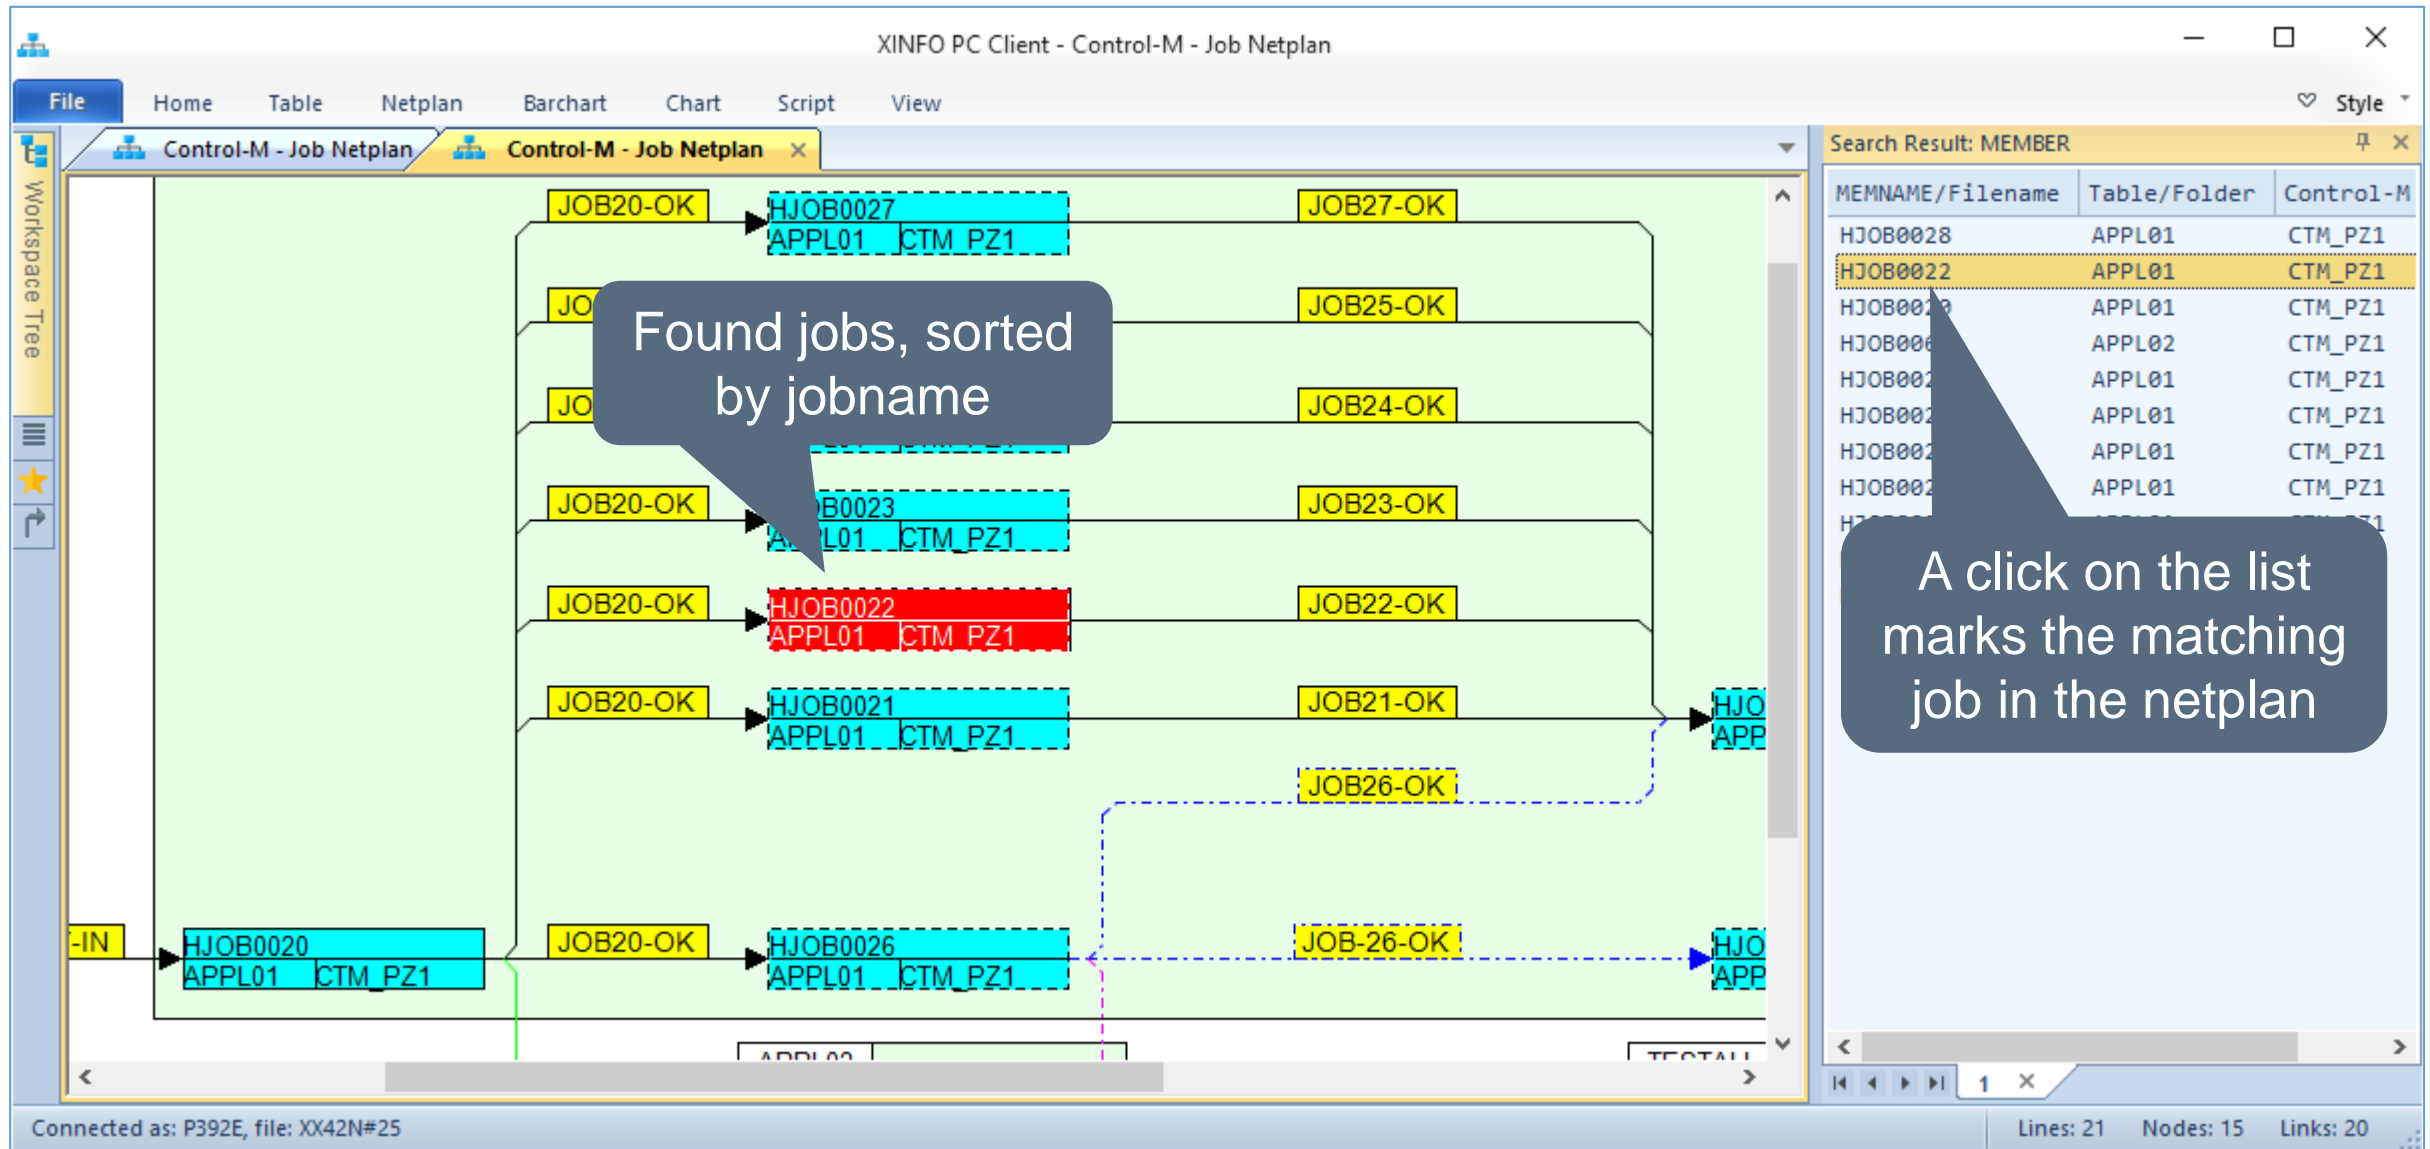 XINFO PC Client - Control-M - Job Netplan
File Home Table Netplan Barchart Chart Script View
Style
Workspace Tree
Control-M - Job Netplan
Control-M - Job Netplan
JOB20-OK
HJOB0027
APPL01 CTM_PZ1
JOB27-OK
JOB25-OK
Found jobs, sorted
by jobname
JOB24-OK
JOB20-OK
APPL01 CTM_PZ1
JOB23-OK
JOB20-OK
HJOB0022
APPL01 CTM_PZ1
JOB22-OK
JOB20-OK
HJOB0021
APPL01 CTM_PZ1
JOB21-OK
JOB26-OK
-IN
HJOB0020
APPL01 CTM_PZ1
JOB20-OK
HJOB0026
APPL01 CTM_PZ1
JOB-26-OK
Search Result: MEMBER
MEMNAME/Filename Table/Folder Control-M
HJOB0028 APPL01 CTM_PZ1
HJOB0022 APPL01 CTM_PZ1
APPL01 CTM_PZ1
APPL02 CTM_PZ1
APPL01 CTM_PZ1
APPL01 CTM_PZ1
APPL01 CTM_PZ1
APPL01 CTM_PZ1
A click on the list
marks the matching
job in the netplan
1
Connected as: P392E, file: XX42N#25
Lines: 21 Nodes: 15 Links: 20